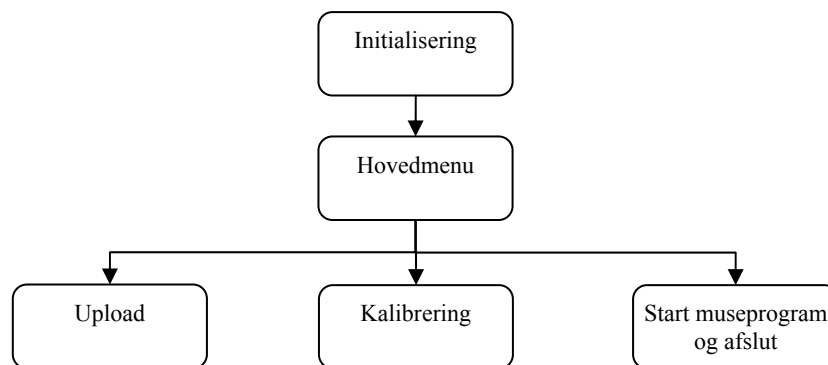 Initialisering
Hovedmenu
Upload
Kalibrering
Start museprogram
og afslut